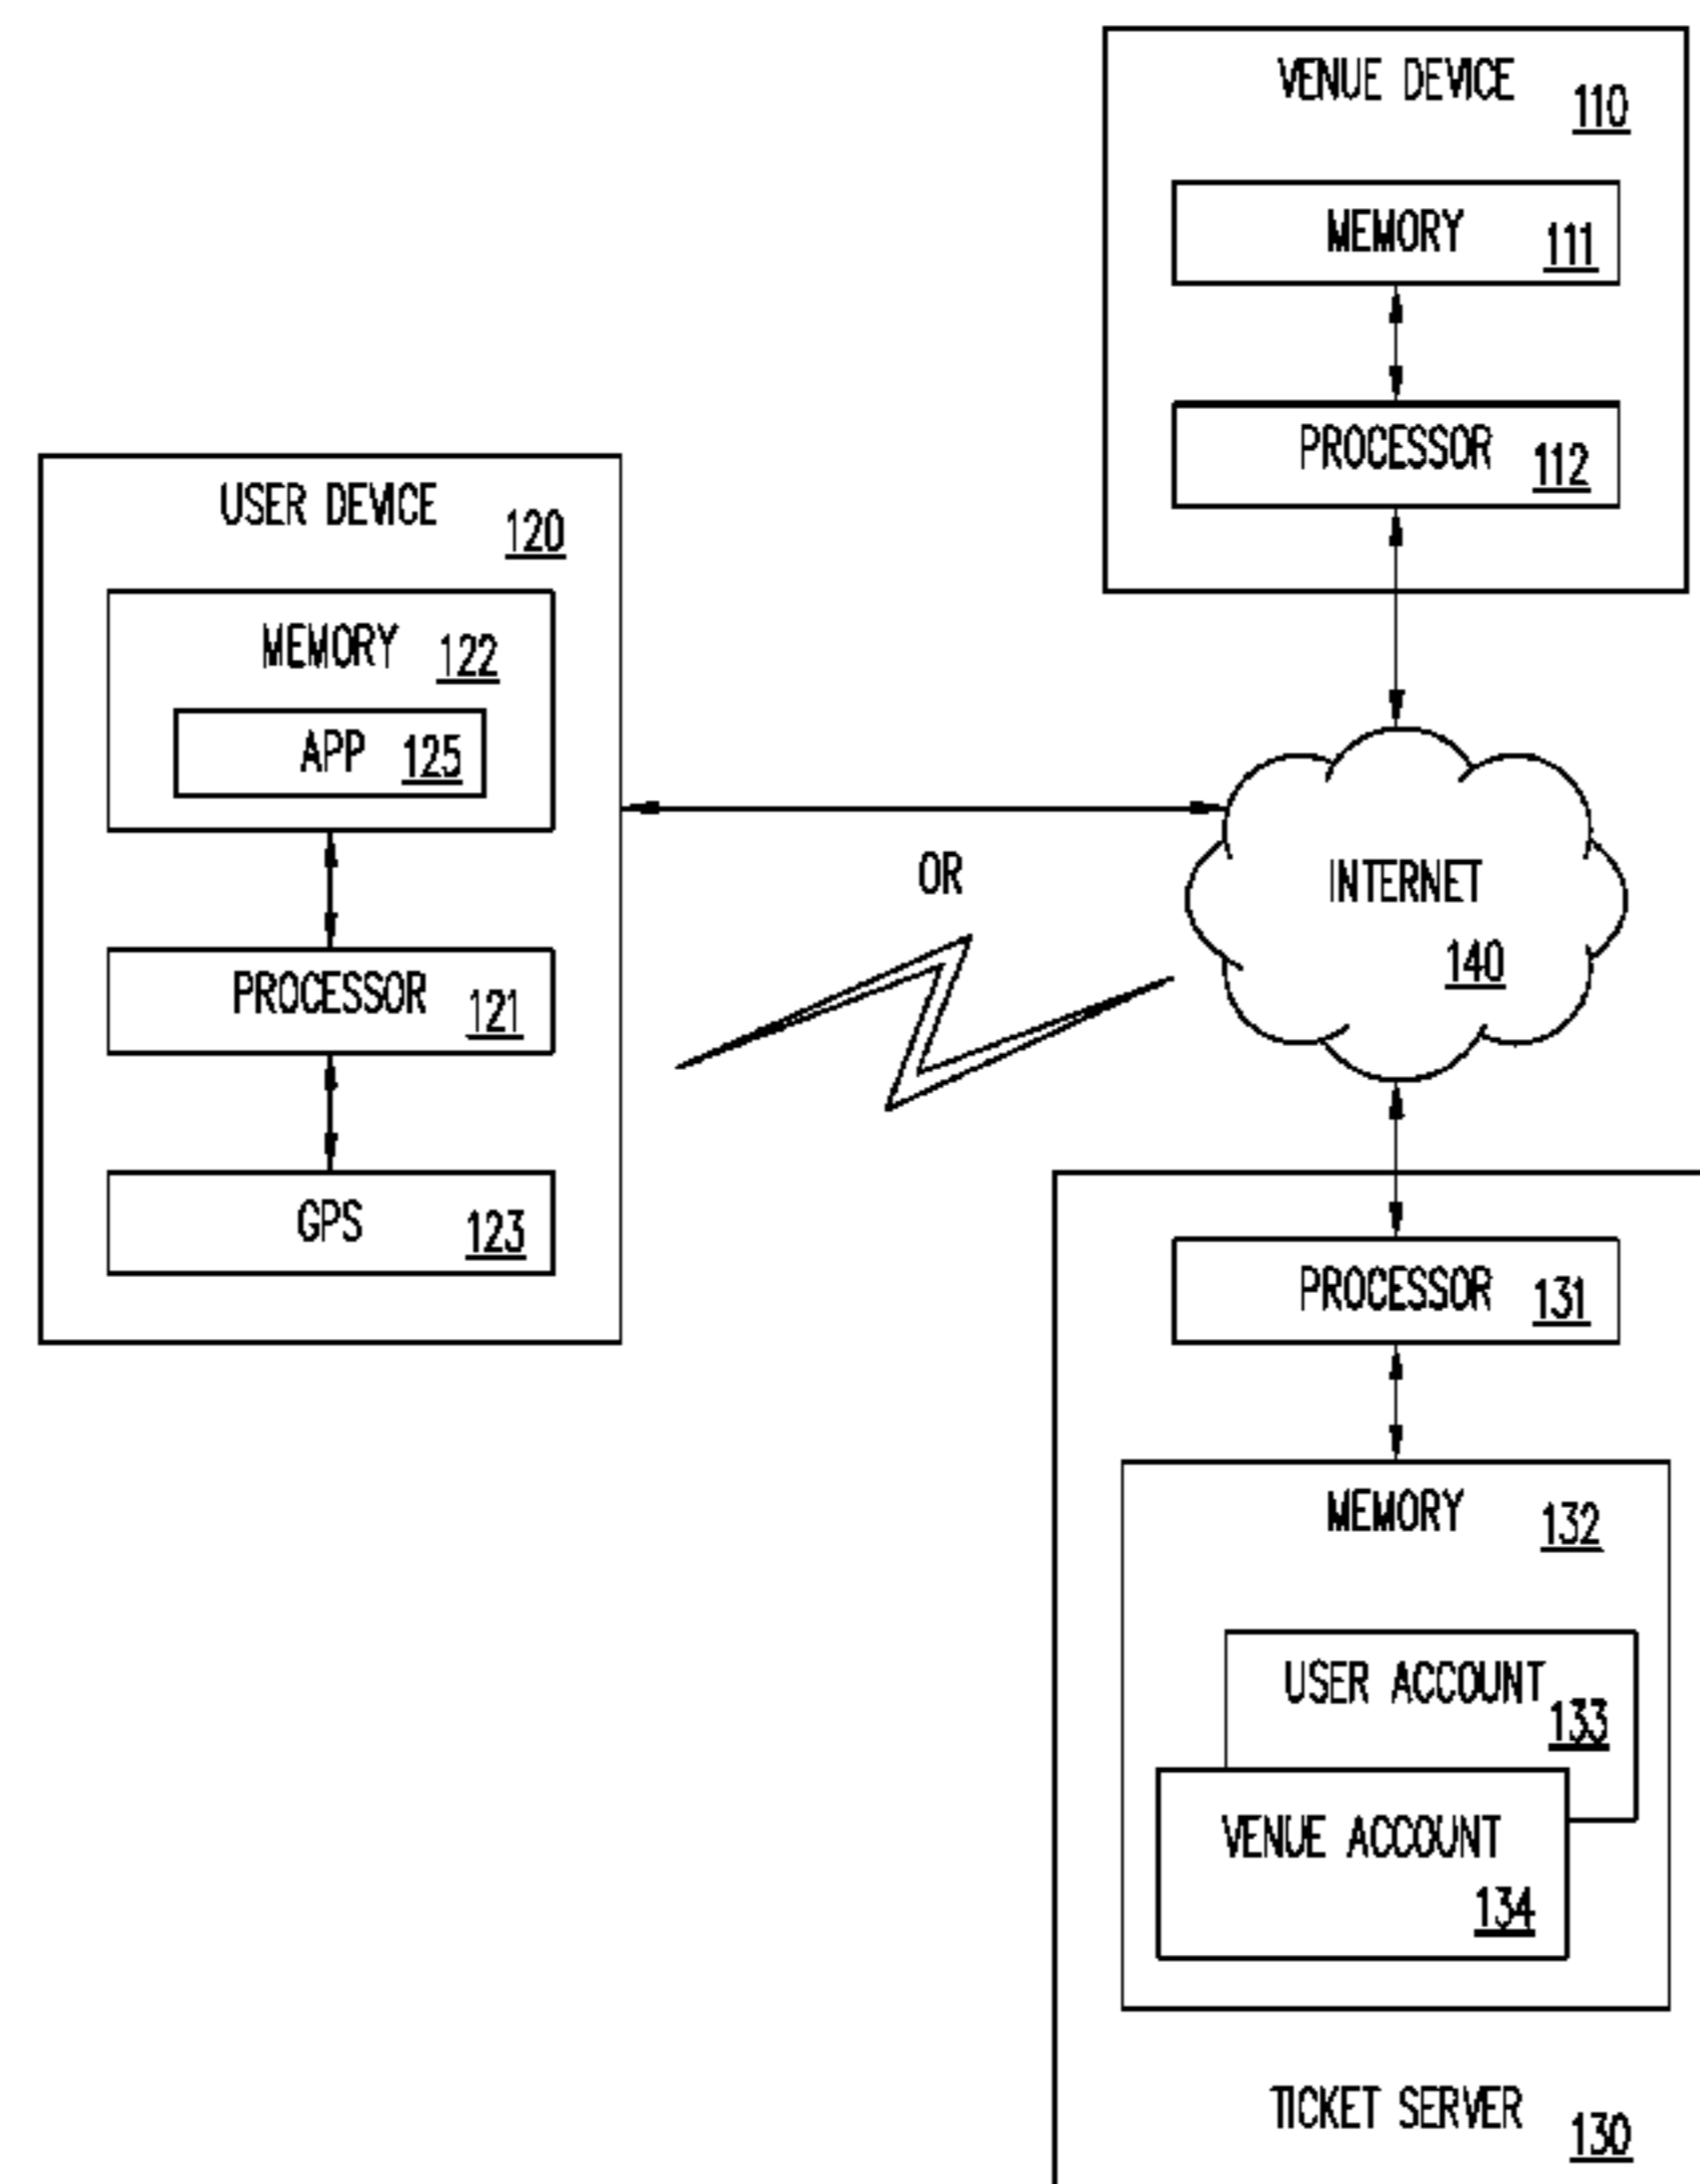 VENUE DEVICE 110
MEMORY 111
PROCESSOR 112
USER DEVICE 120
MEMORY 122
APP 125
PROCESSOR 121
GPS 123
OR
INTERNET
140
PROCESSOR 131
MEMORY 132
USER ACCOUNT
133
VENUE ACCOUNT
134
TICKET SERVER 130